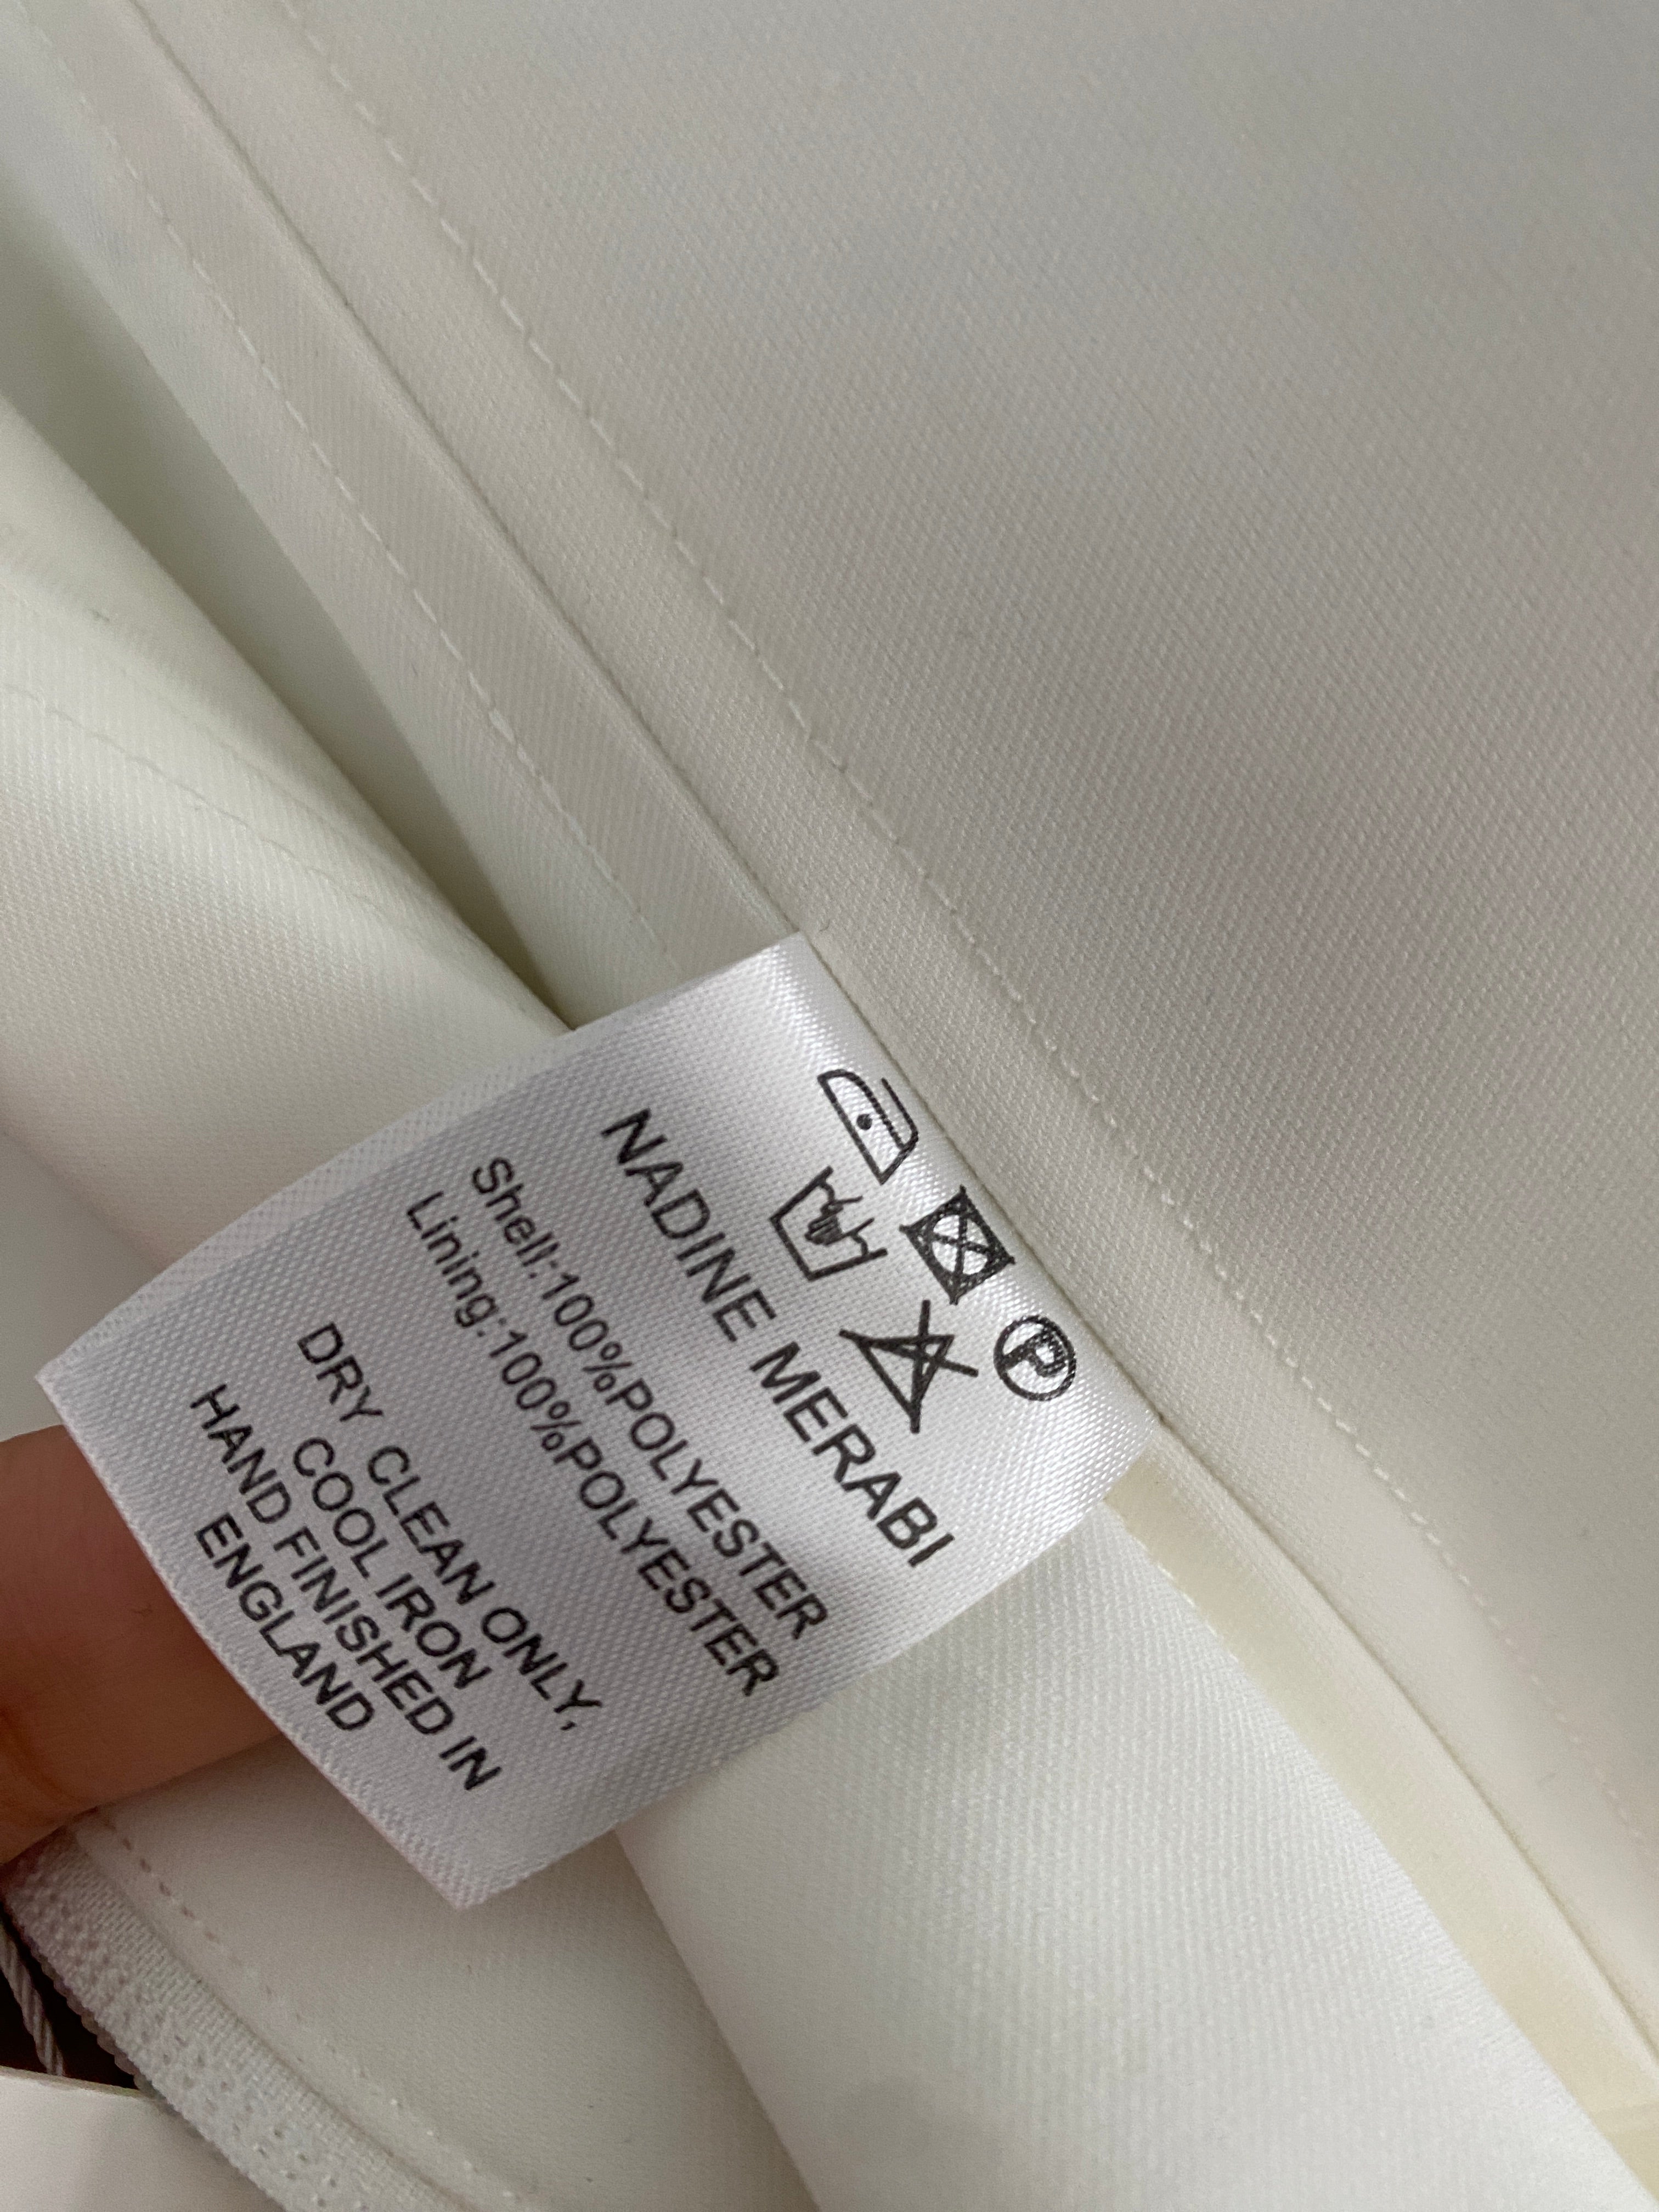 P
NADINE MERABI
Shell:100%POLYESTER
Lining:100%POLYESTER
DRY CLEAN ONLY,
COOL IRON
HAND FINISHED IN
ENGLAND